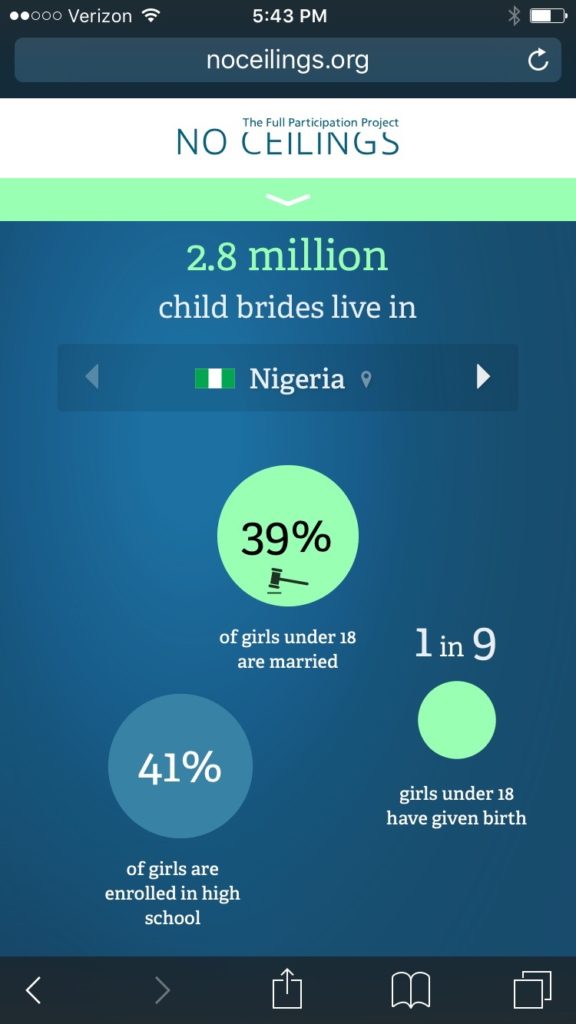 Verizon 5:43 PM
noceilings.org
The Full Participation Project
NO CEILINGS
2.8 million
child brides live in
Nigeria
39%
of girls under 18
are married
1 in 9
girls under 18
have given birth
41%
of girls are
enrolled in high
school